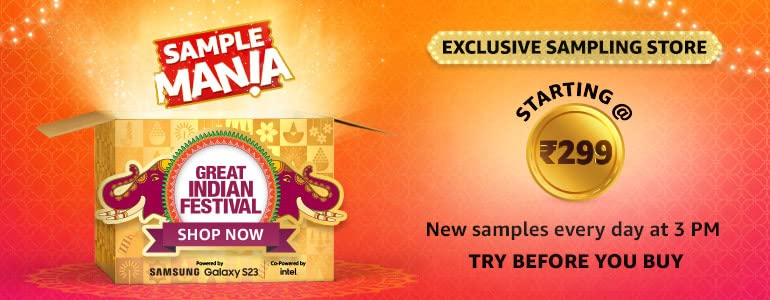 SAMPLE
MANIA
GREAT
INDIAN
FESTIVAL
SHOP NOW
Powered by
SAMSUNG Galaxy S23
Co-Powered by
intel.
EXCLUSIVE SAMPLING STORE
STARTING @
₹299
New samples every day at 3 PM
TRY BEFORE YOU BUY